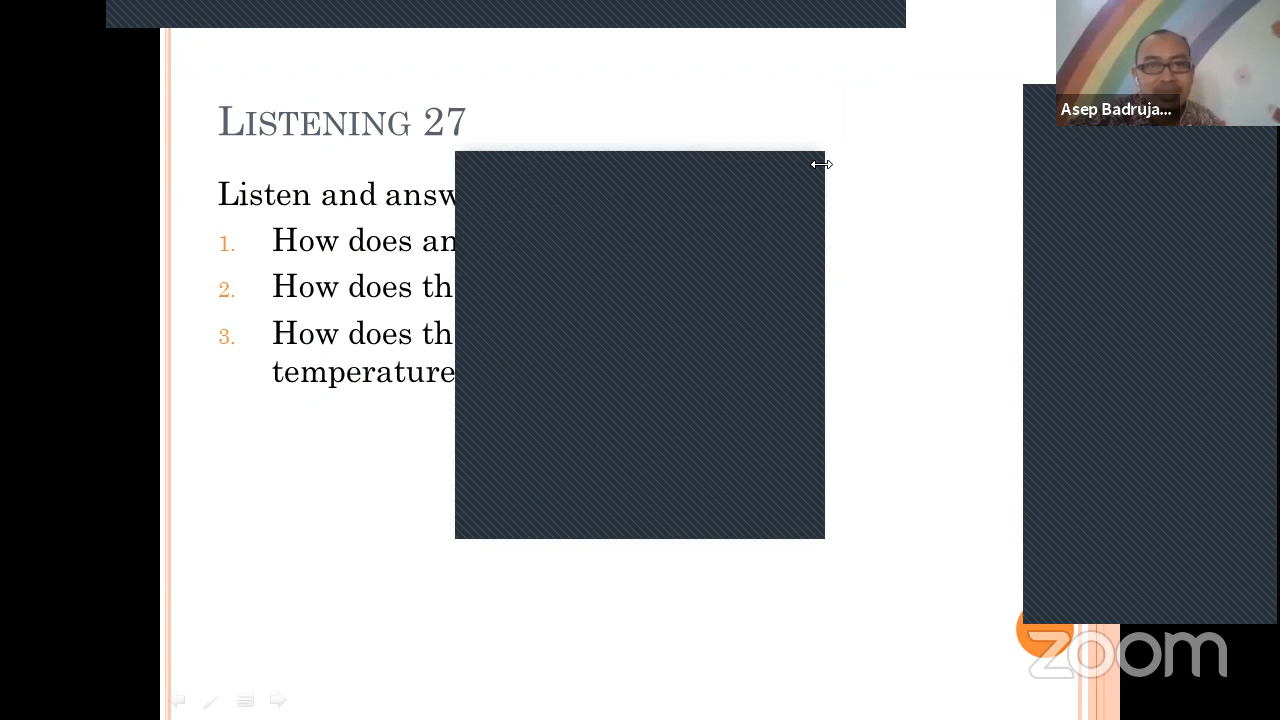 LISTENING 27
Listen and answ
1. How does an
2. How does th
3. How does th
temperature
Asep Badruja...
zoom